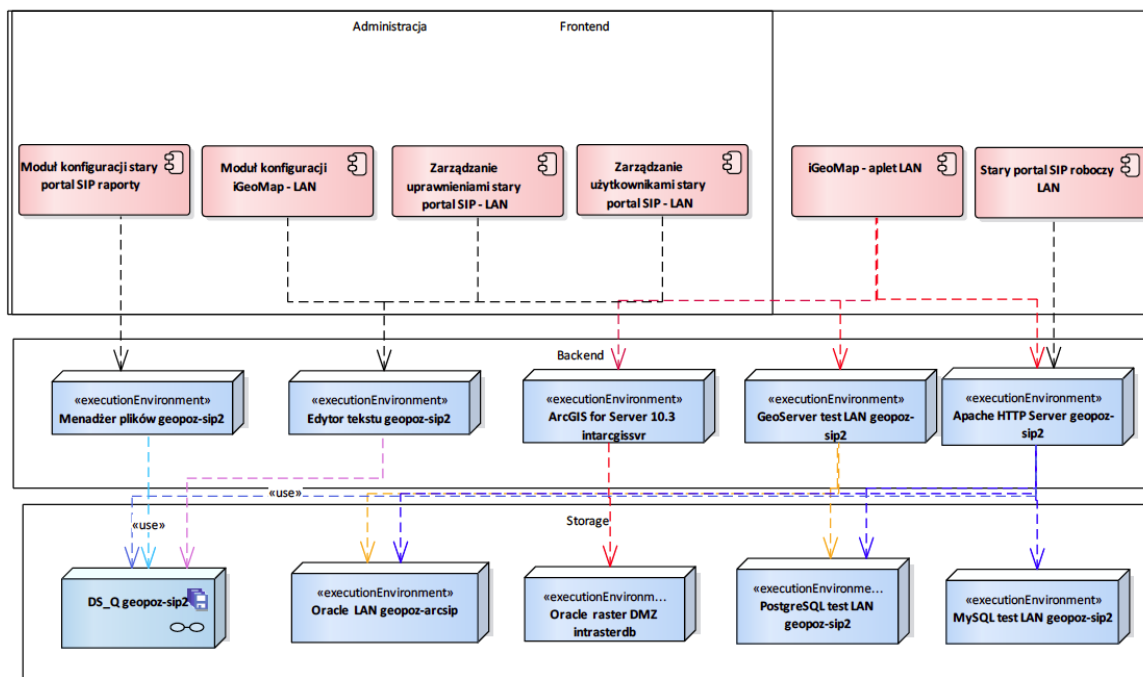 Administracja
Frontend
Moduł konfiguracji stary
portal SIP raporty
Moduł konfiguracji
iGeoMap - LAN
Zarządzanie
uprawnieniami stary
portal SIP - LAN
Zarządzanie
użytkownikami stary
portal SIP - LAN
iGeoMap - aplet LAN
Stary portal SIP roboczy
LAN
Backend
«executionEnvironment»
Menadżer plików geopoz-sip2
«executionEnvironment»
Edytor tekstu geopoz-sip2
«executionEnvironment»
ArcGIS for Server 10.3
intarcgissvr
«executionEnvironment»
GeoServer test LAN geopoz-
sip2
«executionEnvironment»
Apache HTTP Server geopoz-
sip2
«use»
«use»
Storage
DS_Q geopoz-sip2
«executionEnvironment»
Oracle LAN geopoz-arcsip
«executionEnvironm...
Oracle raster DMZ
intrasterdb
«executionEnvironme...
PostgreSQL test LAN
geopoz-sip2
«executionEnvironment»
MySQL test LAN geopoz-sip2